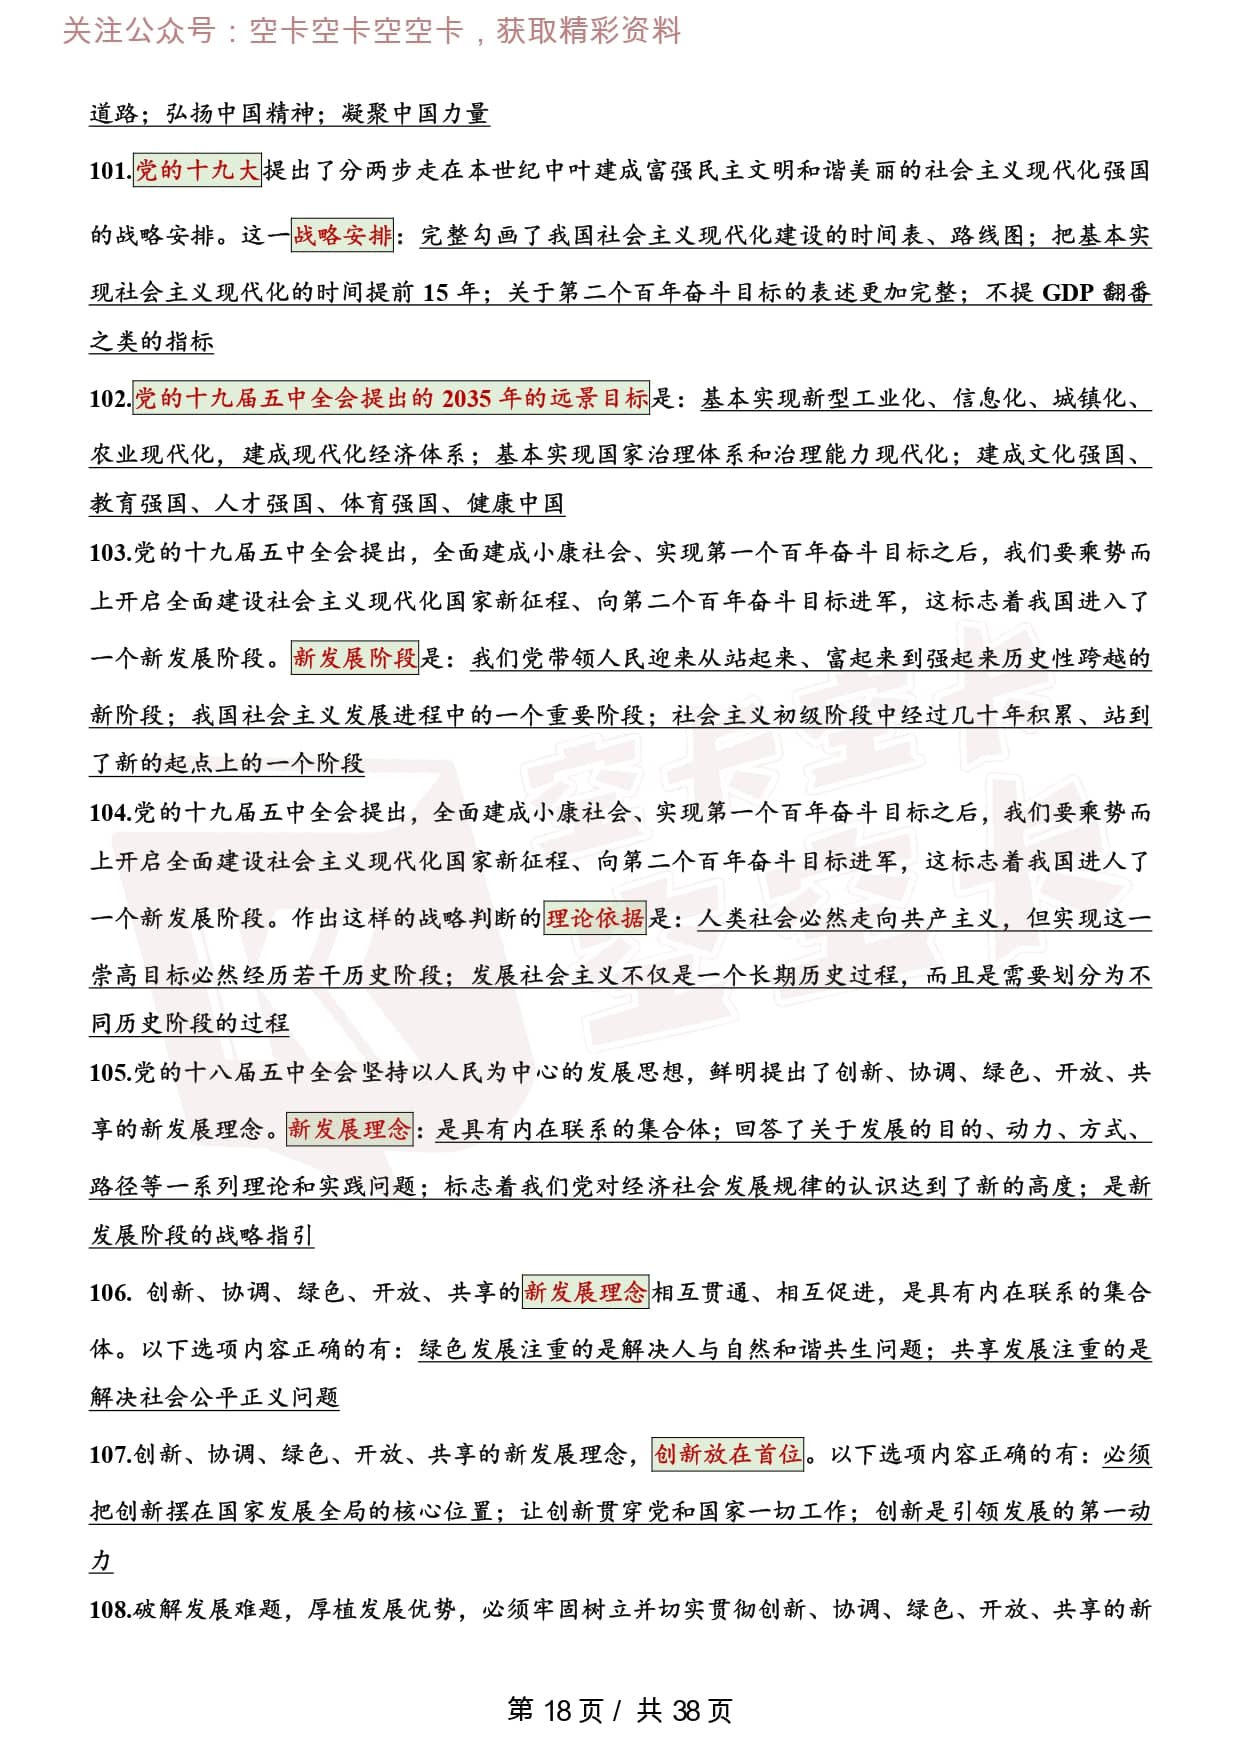 关注公众号：空卡空卡空空卡，获取精彩资料
道路；弘扬中国精神；凝聚中国力量
101.党的十九大提出了分两步走在本世纪中叶建成富强民主文明和谐美丽的社会主义现代化强国
的战略安排。这一战略安排：完整勾画了我国社会主义现代化建设的时间表、路线图；把基本实
现社会主义现代化的时间提前 15 年；关于第二个百年奋斗目标的表述更加完整；不提 GDP 翻番
之类的指标
102.党的十九届五中全会提出的 2035 年的远景目标是：基本实现新型工业化、信息化、城镇化、
农业现代化，建成现代化经济体系；基本实现国家治理体系和治理能力现代化；建成文化强国、
教育强国、人才强国、体育强国、健康中国
103.党的十九届五中全会提出，全面建成小康社会、实现第一个百年奋斗目标之后，我们要乘势而
上开启全面建设社会主义现代化国家新征程、向第二个百年奋斗目标进军，这标志着我国进入了
一个新发展阶段。新发展阶段是：我们党带领人民迎来从站起来、富起来到强起来历史性跨越的
新阶段；我国社会主义发展进程中的一个重要阶段；社会主义初级阶段中经过几十年积累、站到
了新的起点上的一个阶段
104.党的十九届五中全会提出，全面建成小康社会、实现第一个百年奋斗目标之后，我们要乘势而
上开启全面建设社会主义现代化国家新征程、向第二个百年奋斗目标进军，这标志着我国进人了
一个新发展阶段。作出这样的战略判断的理论依据是：人类社会必然走向共产主义，但实现这一
崇高目标必然经历若干历史阶段；发展社会主义不仅是一个长期历史过程，而且是需要划分为不
同历史阶段的过程
105.党的十八届五中全会坚持以人民为中心的发展思想，鲜明提出了创新、协调、绿色、开放、共
享的新发展理念。新发展理念：是具有内在联系的集合体；回答了关于发展的目的、动力、方式、
路径等一系列理论和实践问题；标志着我们党对经济社会发展规律的认识达到了新的高度；是新
发展阶段的战略指引
106. 创新、协调、绿色、开放、共享的新发展理念相互贯通、相互促进，是具有内在联系的集合
体。以下选项内容正确的有：绿色发展注重的是解决人与自然和谐共生问题；共享发展注重的是
解决社会公平正义问题
107.创新、协调、绿色、开放、共享的新发展理念，创新放在首位。以下选项内容正确的有：必须
把创新摆在国家发展全局的核心位置；让创新贯穿党和国家一切工作；创新是引领发展的第一动
力
108.破解发展难题，厚植发展优势，必须牢固树立并切实贯彻创新、协调、绿色、开放、共享的新
空卡空卡
空空卡
第 18 页 / 共 38 页